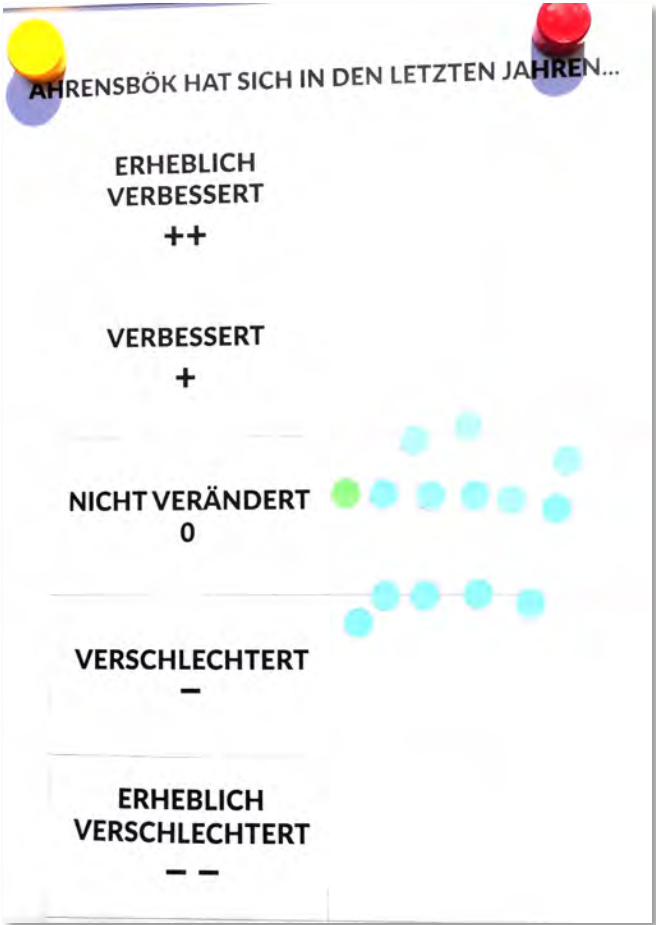 AHRENSBÖK HAT SICH IN DEN LETZTEN JAHREN...
ERHEBLICH
VERBESSERT
++
VERBESSERT
+
NICHT VERÄNDERT
0
VERSCHLECHTERT
–
ERHEBLICH
VERSCHLECHTERT
– –